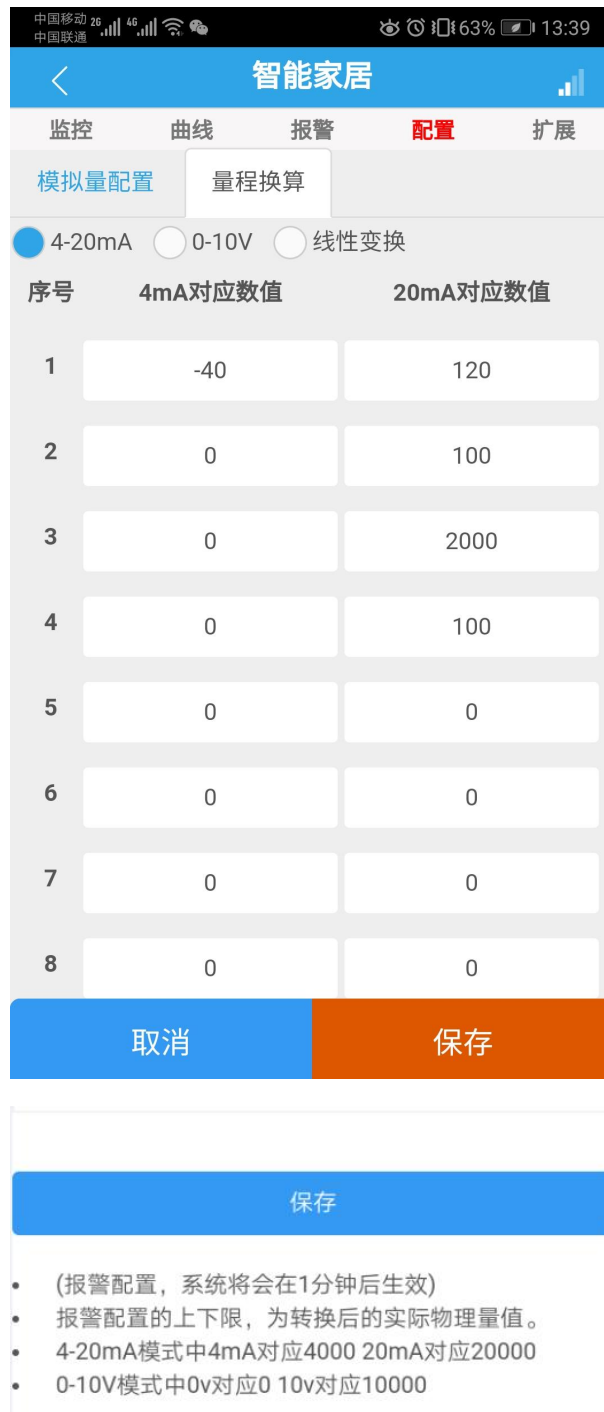 中国移动 2G 4G 63% 13:39
中国联通
智能家居
监控 曲线 报警 配置 扩展
模拟量配置 量程换算
4-20mA 0-10V 线性变换
序号 4mA对应数值 20mA对应数值
1 -40 120
2 0 100
3 0 2000
4 0 100
5 0 0
6 0 0
7 0 0
8 0 0
取消 保存
保存
• (报警配置，系统将会在1分钟后生效)
• 报警配置的上下限，为转换后的实际物理量值。
• 4-20mA模式中4mA对应4000 20mA对应20000
• 0-10V模式中0v对应0 10v对应10000